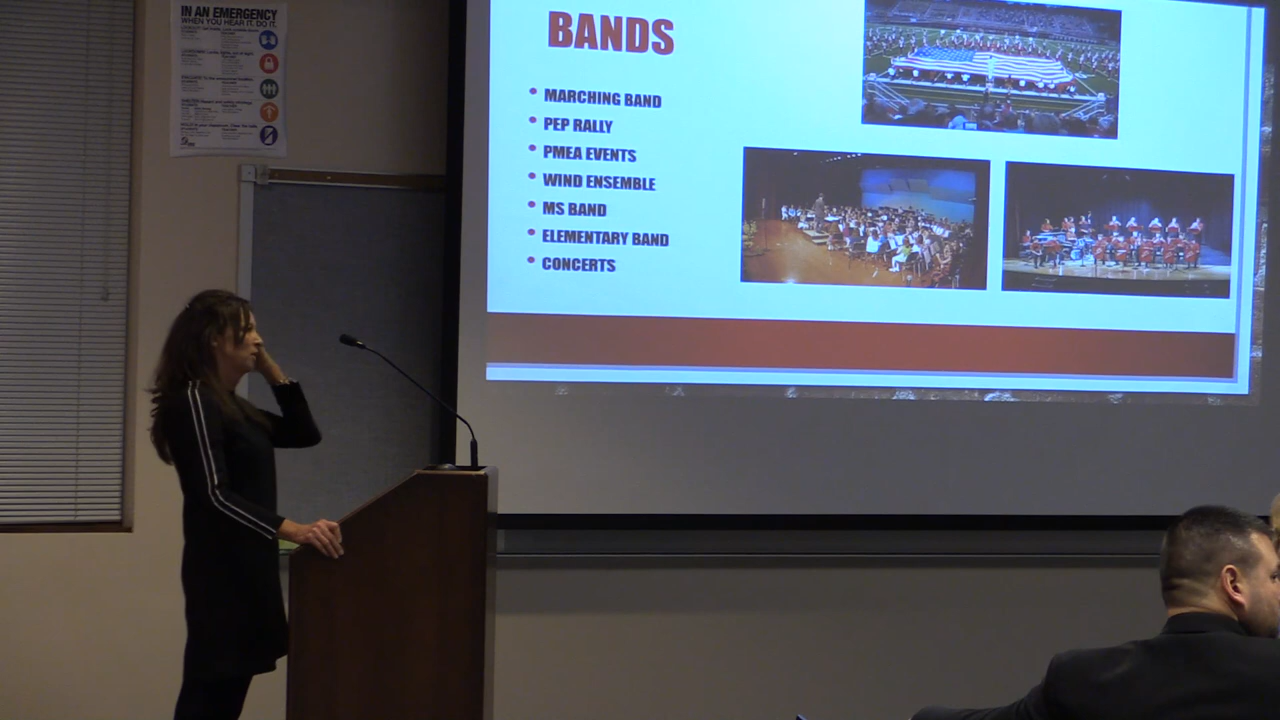 IN AN EMERGENCY
WHEN YOU HEAR IT. DO IT.
BANDS
MARCHING BAND
PEP RALLY
PMEA EVENTS
WIND ENSEMBLE
MS BAND
ELEMENTARY BAND
CONCERTS